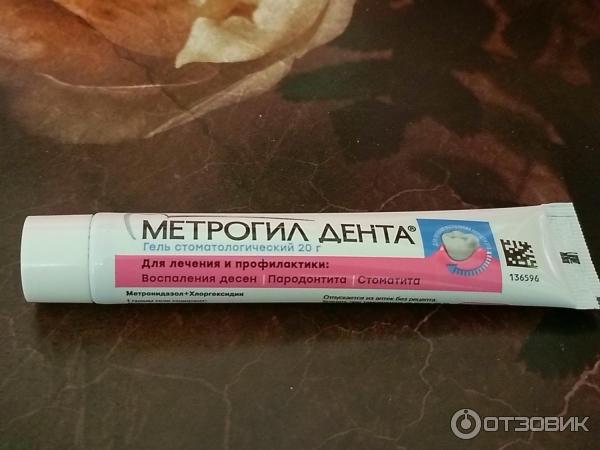 МЕТРОГИЛ ДЕНТА®
Гель стоматологический 20 г
Для лечения и профилактики:
Воспаления десен | Пародонтита | Стоматита
Метронидазол+Хлоргексидин
Отпускается из аптек без рецепта.
136596
ОТЗОВИК